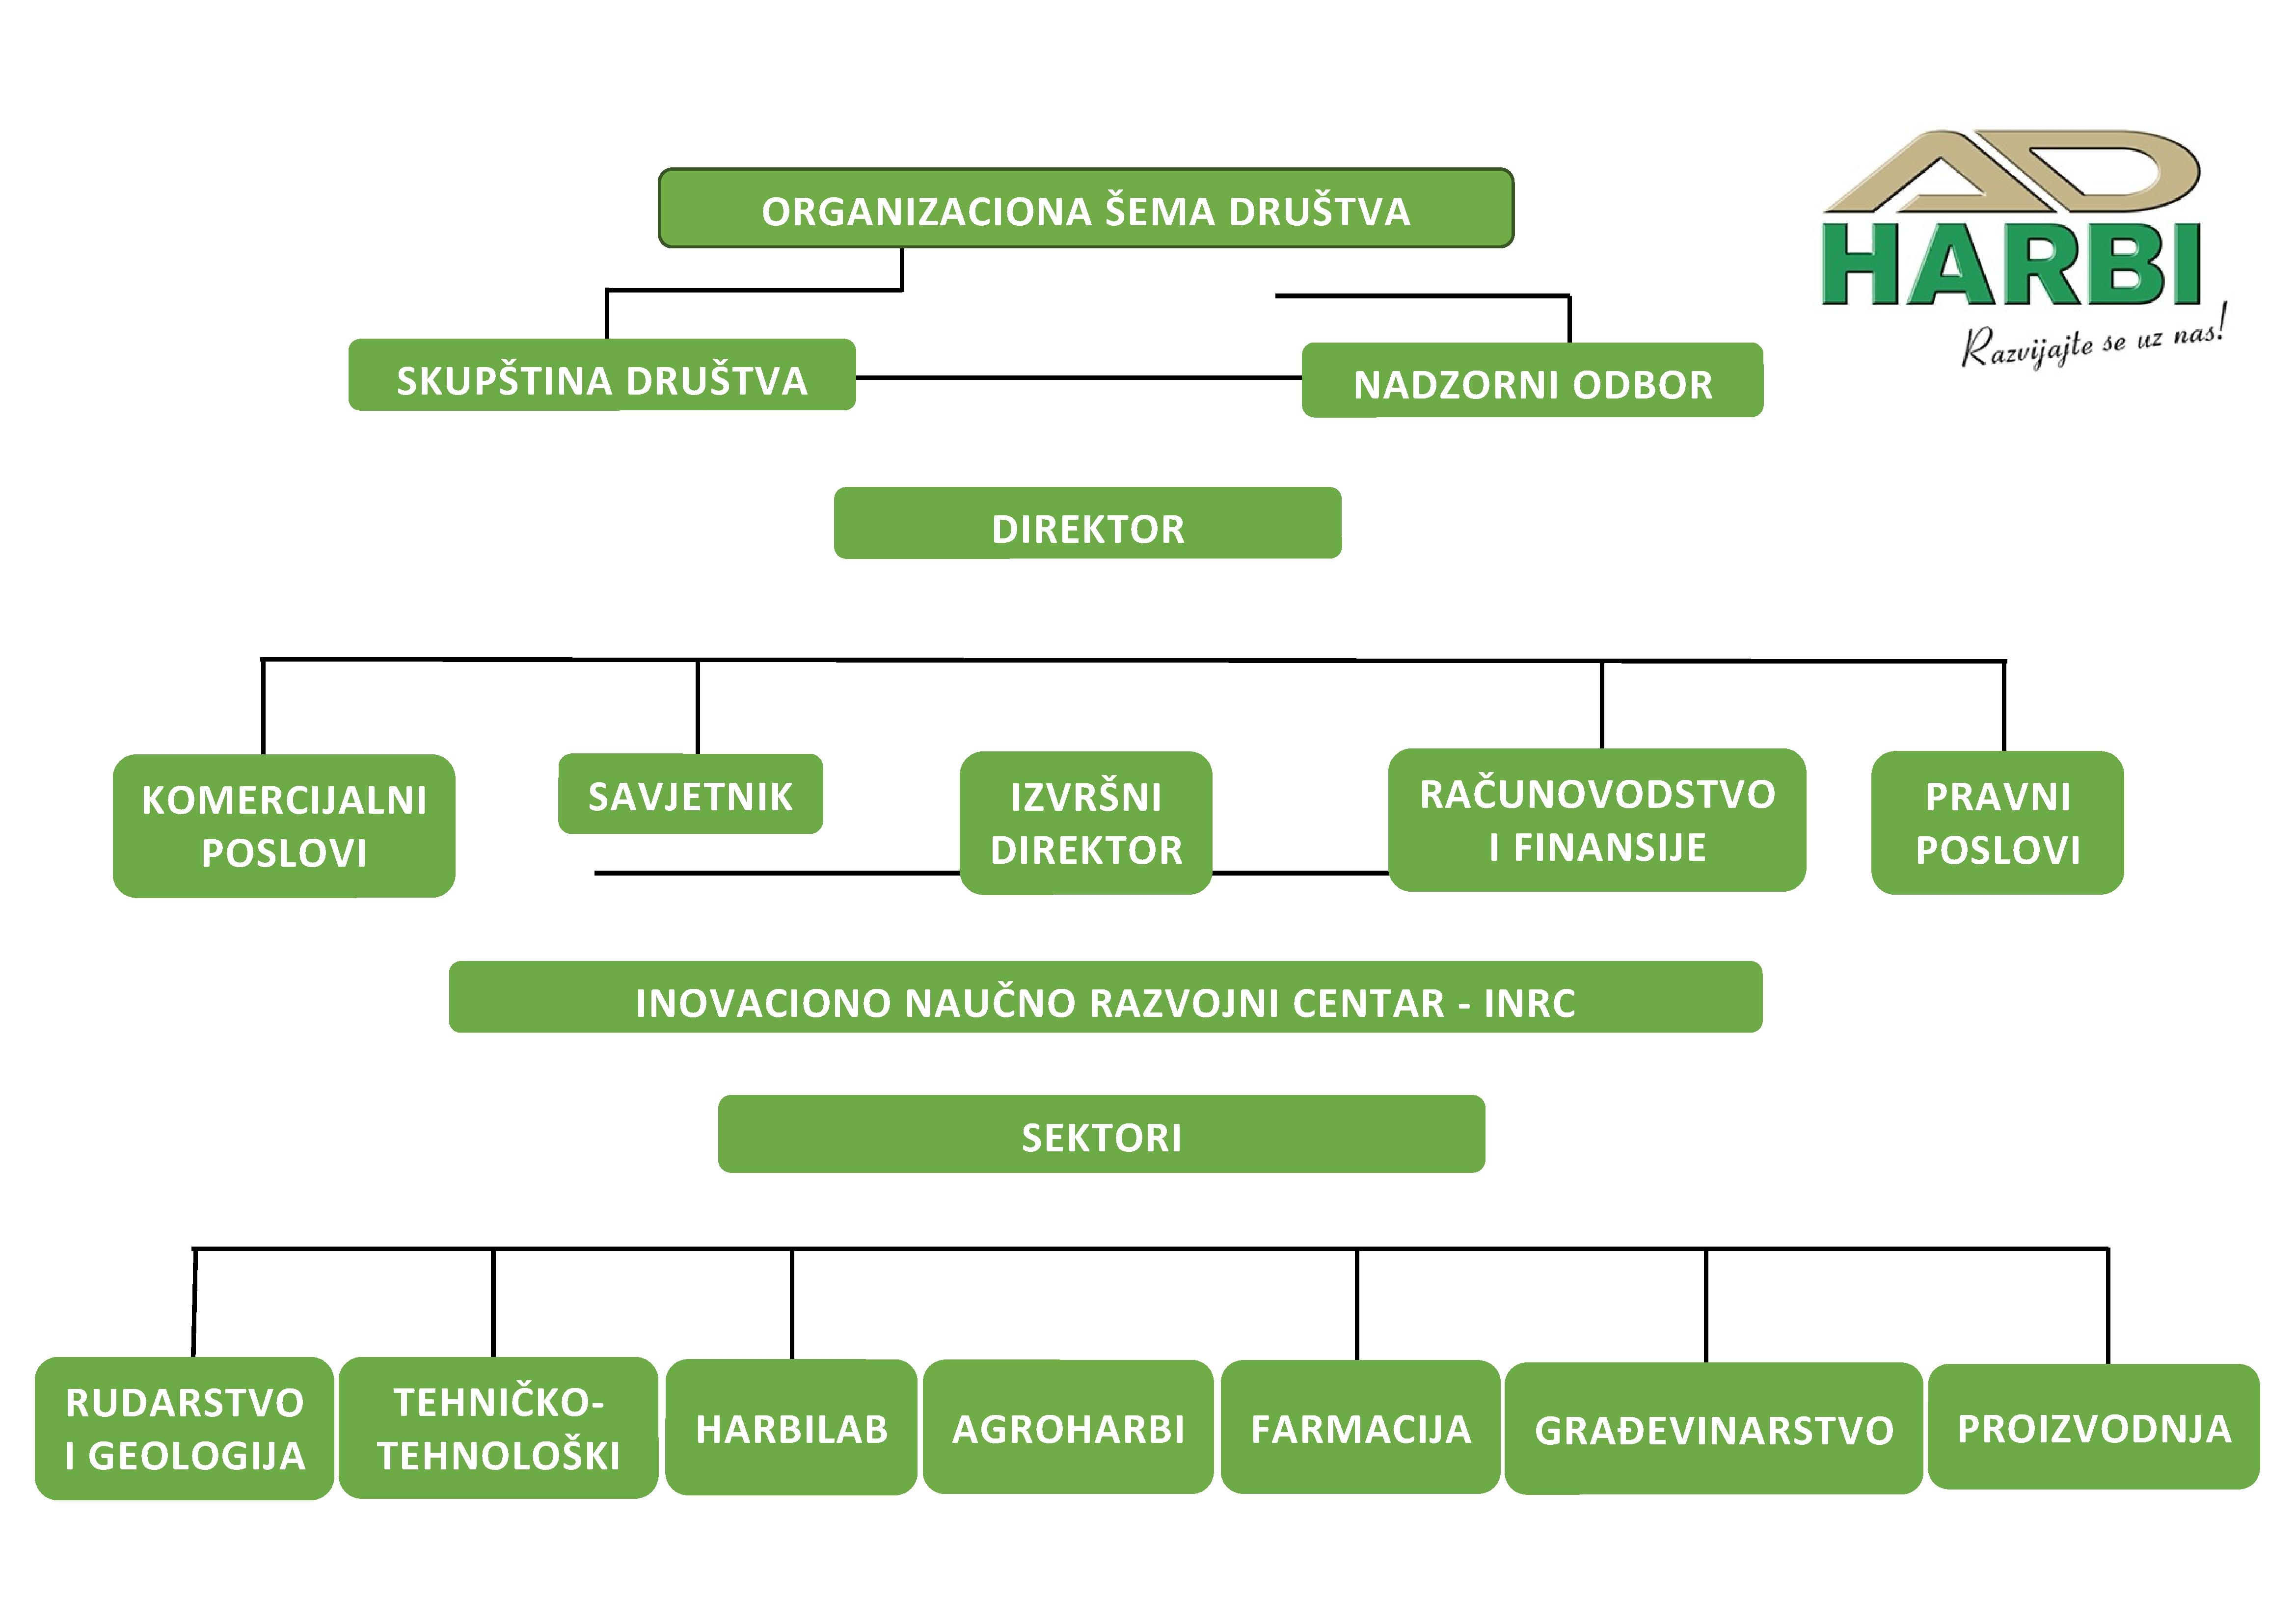 ORGANIZACIONA ŠEMA DRUŠTVA
AD
HARBI
Razvijajte se uz nas!
SKUPŠTINA DRUŠTVA
NADZORNI ODBOR
DIREKTOR
KOMERCIJALNI
POSLOVI
SAVJETNIK
IZVRŠNI
DIREKTOR
RAČUNOVODSTVO
I FINANSIJE
PRAVNI
POSLOVI
INOVACIONO NAUČNO RAZVOJNI CENTAR - INRC
SEKTORI
RUDARSTVO
I GEOLOGIJA
TEHNIČKO-
TEHNOLOŠKI
HARBILAB
AGROHARBI
FARMACIJA
GRAĐEVINARSTVO
PROIZVODNJA